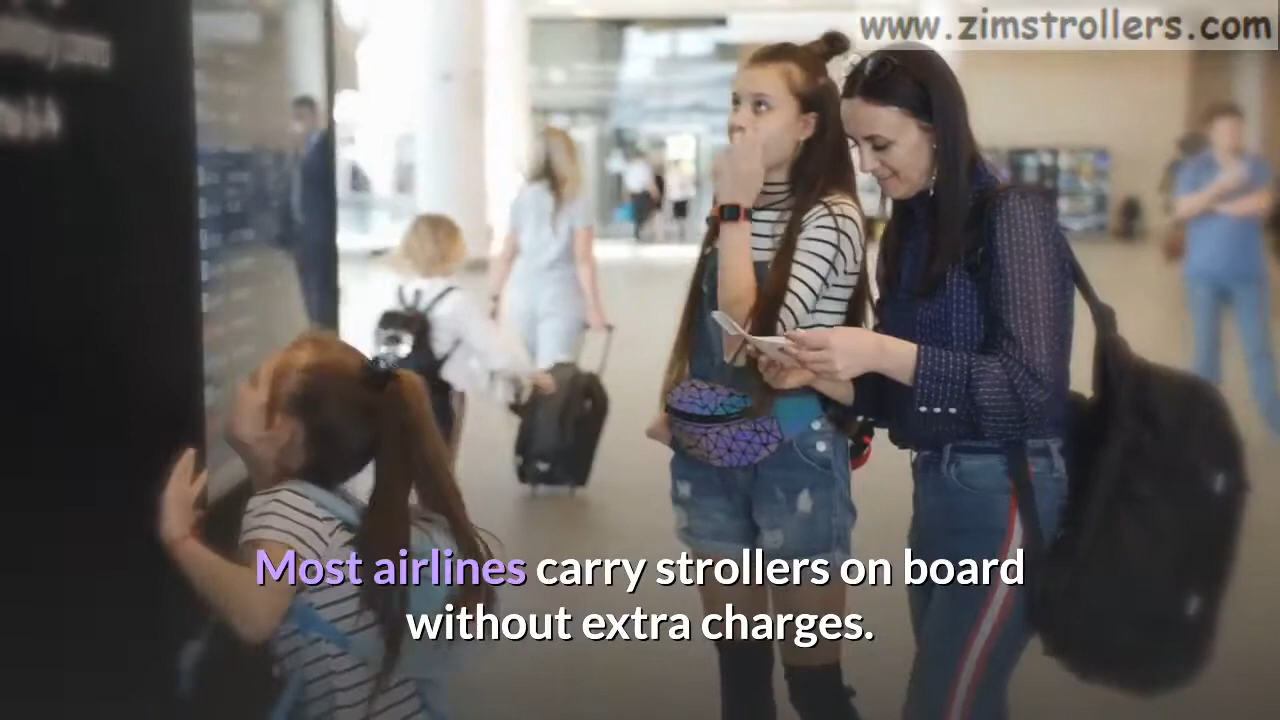 www.zimstrollers.com
Most airlines carry strollers on board
without extra charges.